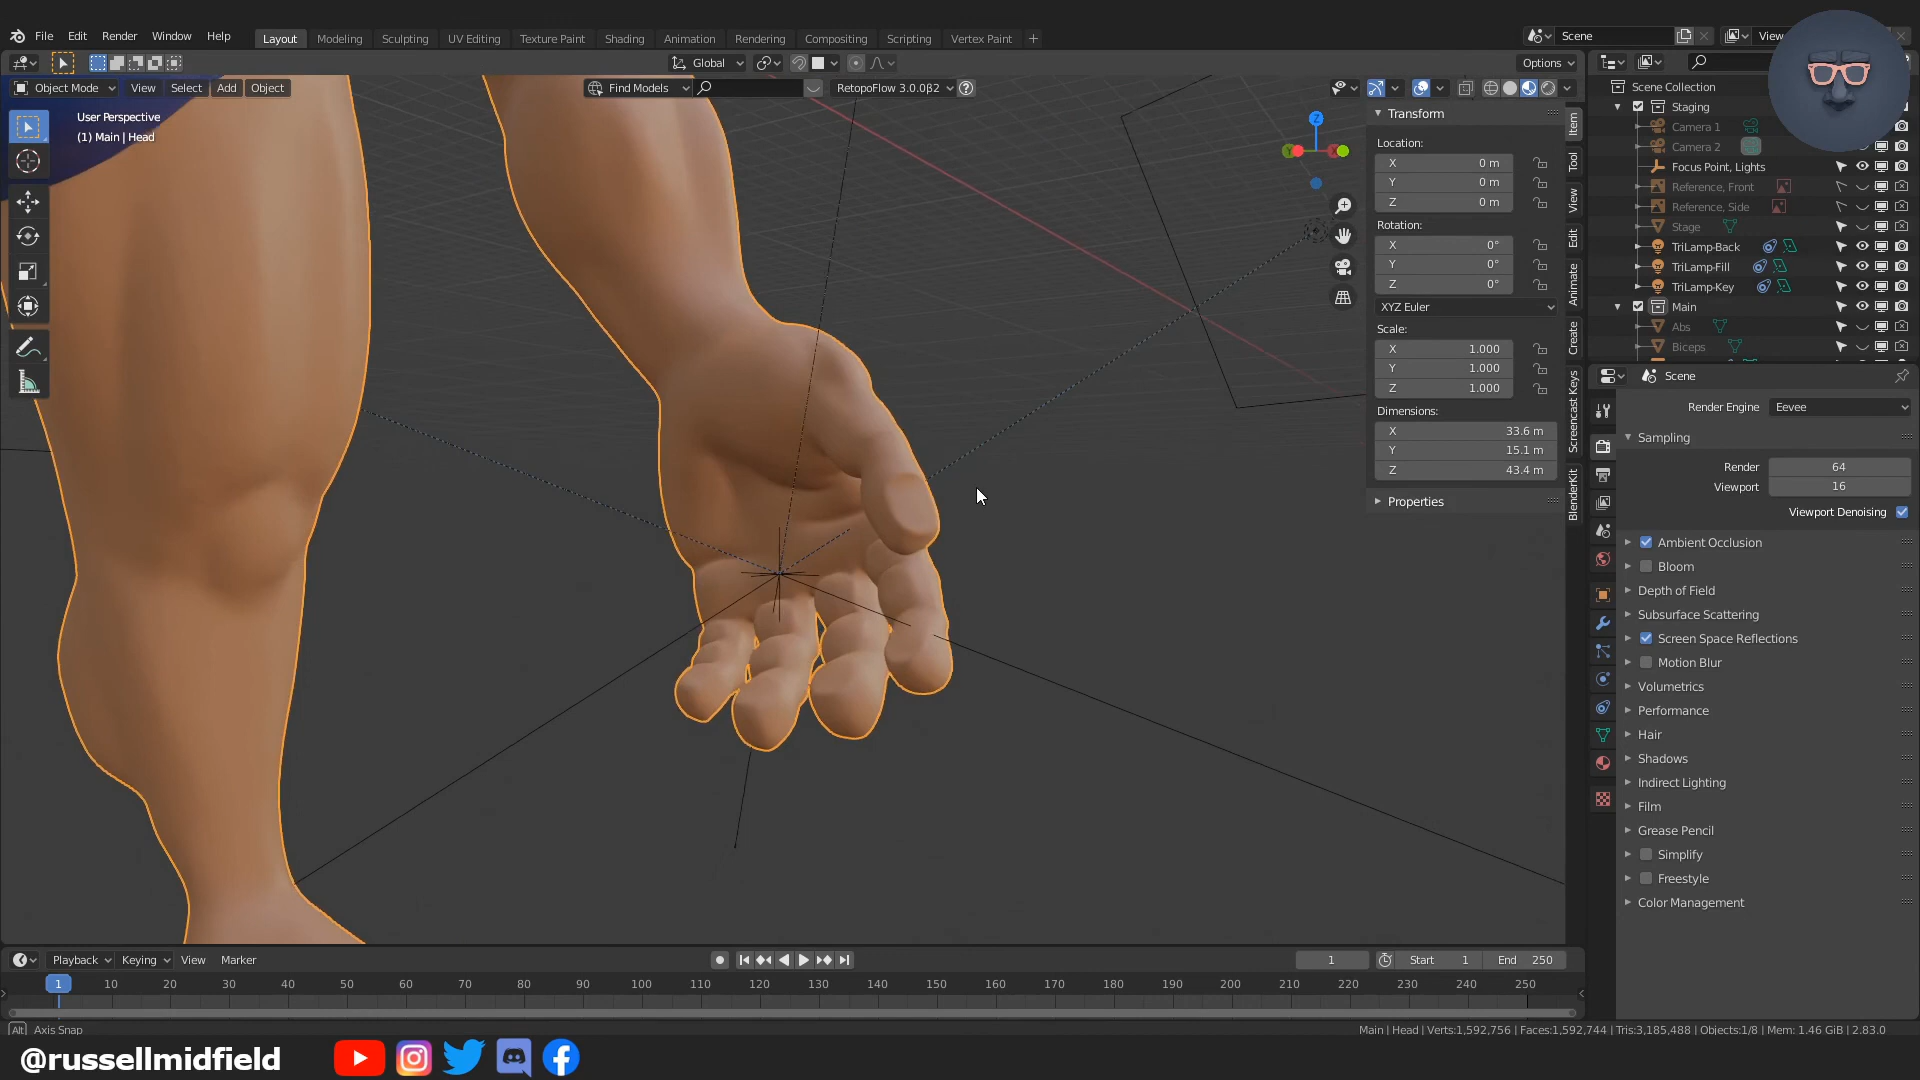 File Edit Render Window Help Layout Modeling Sculpting UV Editing Texture Paint Shading Animation Rendering Compositing Scripting Vertex Paint + Scene View
Global Options
Object Mode View Select Add Object Find Models RetopoFlow 3.0.0β2 ?
User Perspective
(1) Main | Head
Z
Transform
Location:
X 0 m
Y 0 m
Z 0 m
Rotation:
X 0°
Y 0°
Z 0°
XYZ Euler
Scale:
X 1.000
Y 1.000
Z 1.000
Dimensions:
X 33.6 m
Y 15.1 m
Z 43.4 m
Properties
Item
Tool
View
Edit
Animate
Create
Screencast Keys
BlenderKit
Scene Collection
Staging
Camera 1
Camera 2
Focus Point, Lights
Reference, Front
Reference, Side
Stage
TriLamp-Back
TriLamp-Fill
TriLamp-Key
Main
Abs
Biceps
Scene
Render Engine Eevee
Sampling
Render 64
Viewport 16
Viewport Denoising
Ambient Occlusion
Bloom
Depth of Field
Subsurface Scattering
Screen Space Reflections
Motion Blur
Volumetrics
Performance
Hair
Shadows
Indirect Lighting
Film
Grease Pencil
Simplify
Freestyle
Color Management
Playback Keying View Marker 1 Start 1 End 250
1 10 20 30 40 50 60 70 80 90 100 110 120 130 140 150 160 170 180 190 200 210 220 230 240 250
Alt Axis Snap Main | Head | Verts:1,592,756 | Faces:1,592,744 | Tris:3,185,488 | Objects:1/8 | Mem: 1.46 GiB | 2.83.0
@russellmidfield